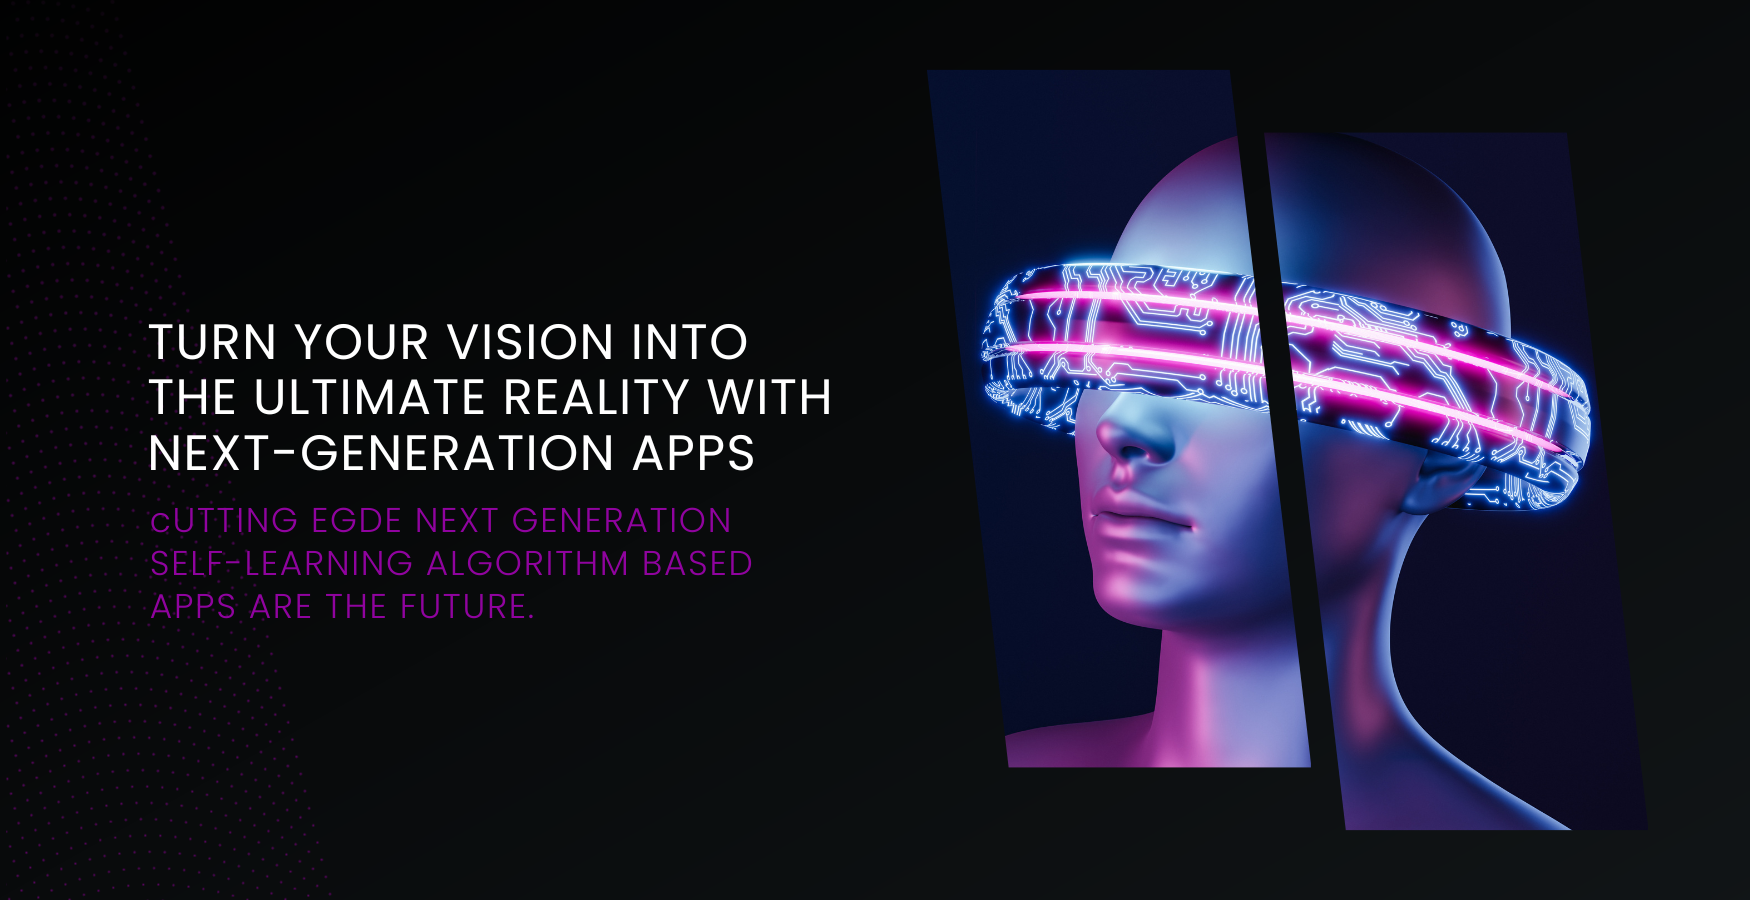 TURN YOUR VISION INTO
THE ULTIMATE REALITY WITH
NEXT-GENERATION APPS
cUTTING EGDE NEXT GENERATION
SELF-LEARNING ALGORITHM BASED
APPS ARE THE FUTURE.